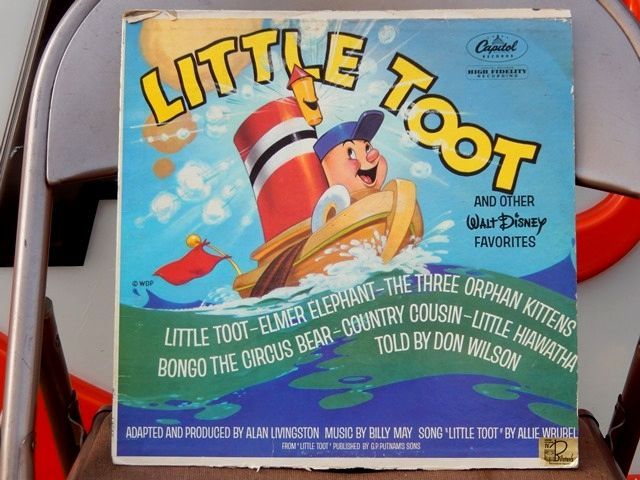 LITTLE TOOT
Capitol
RECORDS
HIGH FIDELITY
RECORDING
AND OTHER
WALT DISNEY
FAVORITES
© WDP
LITTLE TOOT-ELMER ELEPHANT-THE THREE ORPHAN KITTENS
BONGO THE CIRCUS BEAR-COUNTRY COUSIN-LITTLE HIAWATHA
TOLD BY DON WILSON
ADAPTED AND PRODUCED BY ALAN LIVINGSTON MUSIC BY BILLY MAY SONG "LITTLE TOOT" BY ALLIE WRUBEL
FROM "LITTLE TOOT" PUBLISHED BY G.P. PUTNAM'S SONS